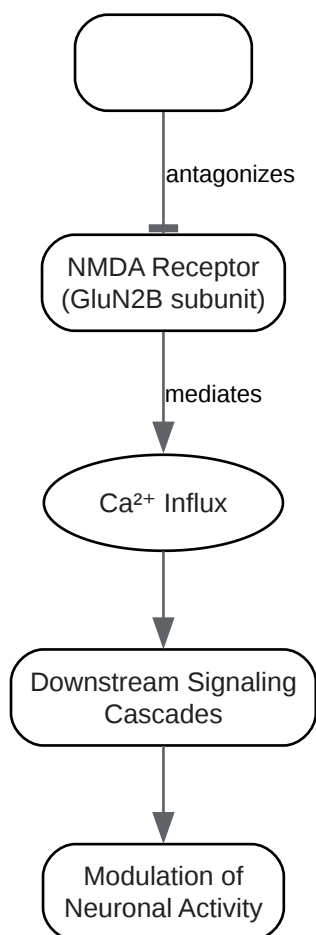 antagonizes
NMDA Receptor
(GluN2B subunit)
mediates
Ca²⁺ Influx
Downstream Signaling
Cascades
Modulation of
Neuronal Activity